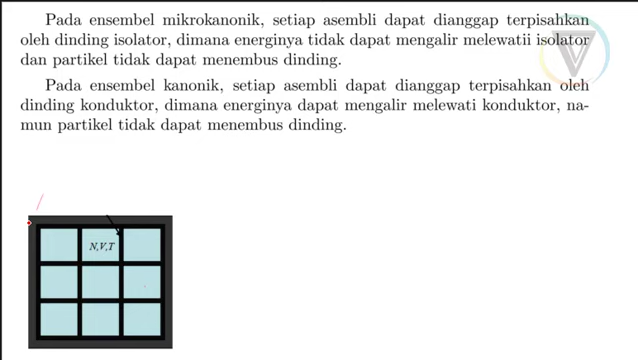 Pada ensembel mikrokanonik, setiap asembli dapat dianggap terpisahkan
oleh dinding isolator, dimana energinya tidak dapat mengalir melewatii isolator
dan partikel tidak dapat menembus dinding.
Pada ensembel kanonik, setiap asembli dapat dianggap terpisahkan oleh
dinding konduktor, dimana energinya dapat mengalir melewati konduktor, na-
mun partikel tidak dapat menembus dinding.
N,V,T